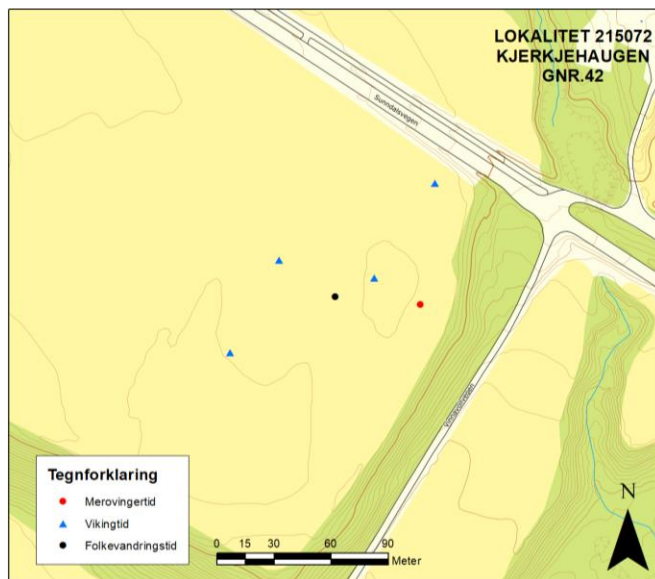 LOKALITET 215072
KJERKJEHAUGEN
GNR.42
Sunndalsvegen
Tegnforklaring
Merovingertid
Vikingtid
Folkevandringstid
0 15 30 60 90
Meter
N